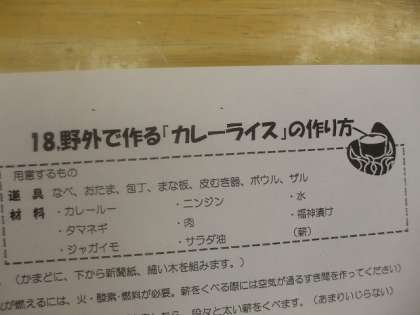 18.野外で作る「カレーライス」の作り方
用意するもの
道 具 なべ、おたま、包丁、まな板、皮むき器、ボウル、ザル
材 料 ・カレールー ・ニンジン ・水
・タマネギ ・肉 ・福神漬け
・ジャガイモ ・サラダ油 (薪)
(かまどに、下から新聞紙、細い木を組みます。)
が燃えるには、火・酸素・燃料が必要。薪をくべる際には空気が通るすき間を作ってください)
段々と太い薪をくべます。(あまりいじらない)